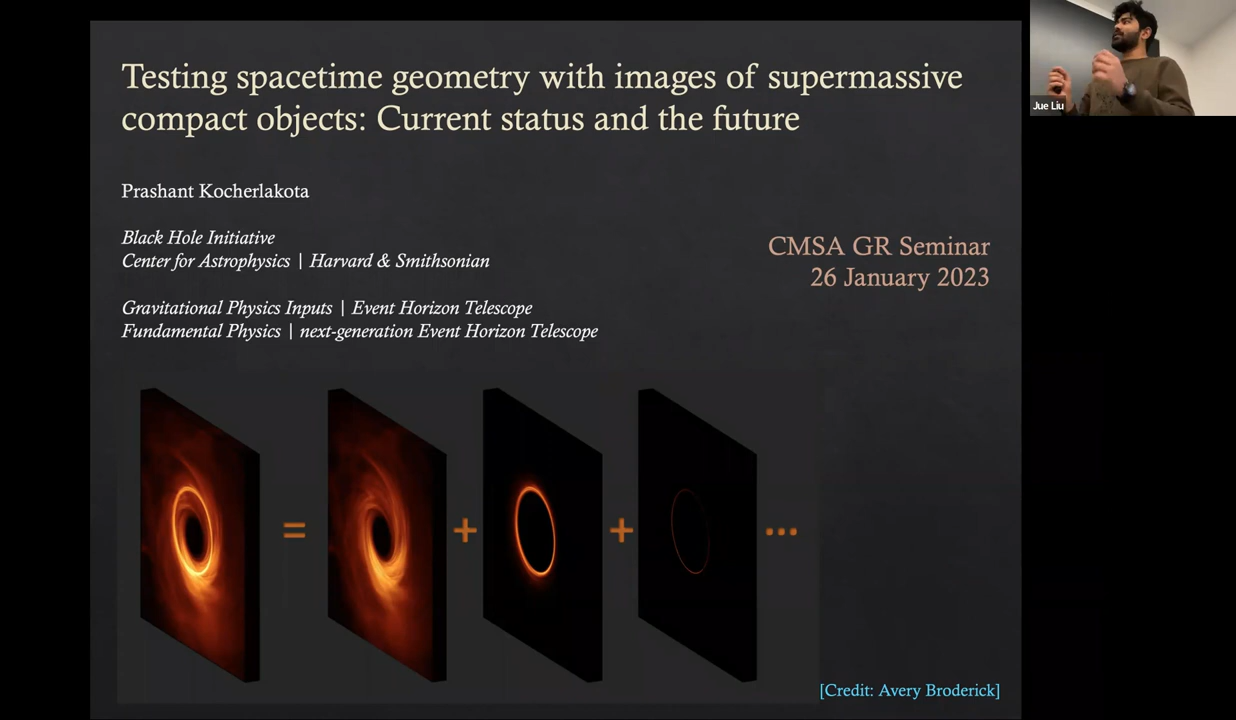 Testing spacetime geometry with images of supermassive
compact objects: Current status and the future
Prashant Kocherlakota
Black Hole Initiative
Center for Astrophysics | Harvard & Smithsonian
CMSA GR Seminar
26 January 2023
Gravitational Physics Inputs | Event Horizon Telescope
Fundamental Physics | next-generation Event Horizon Telescope
= + + ...
[Credit: Avery Broderick]
Jue Liu